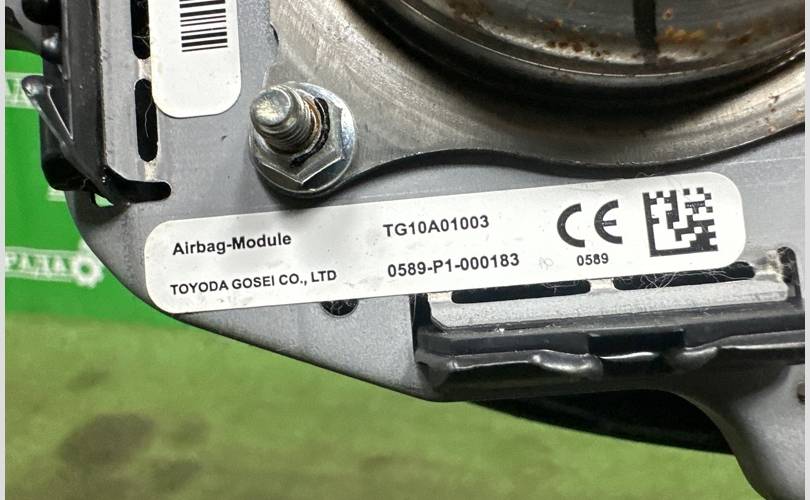 Airbag-Module TG10A01003
TOYODA GOSEI CO., LTD 0589-P1-000183
CE
0589